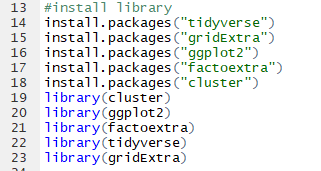 13 #install library
14 install.packages("tidyverse")
15 install.packages("gridExtra")
16 install.packages("ggplot2")
17 install.packages("factoextra")
18 install.packages("cluster")
19 library(cluster)
20 library(ggplot2)
21 library(factoextra)
22 library(tidyverse)
23 library(gridExtra)